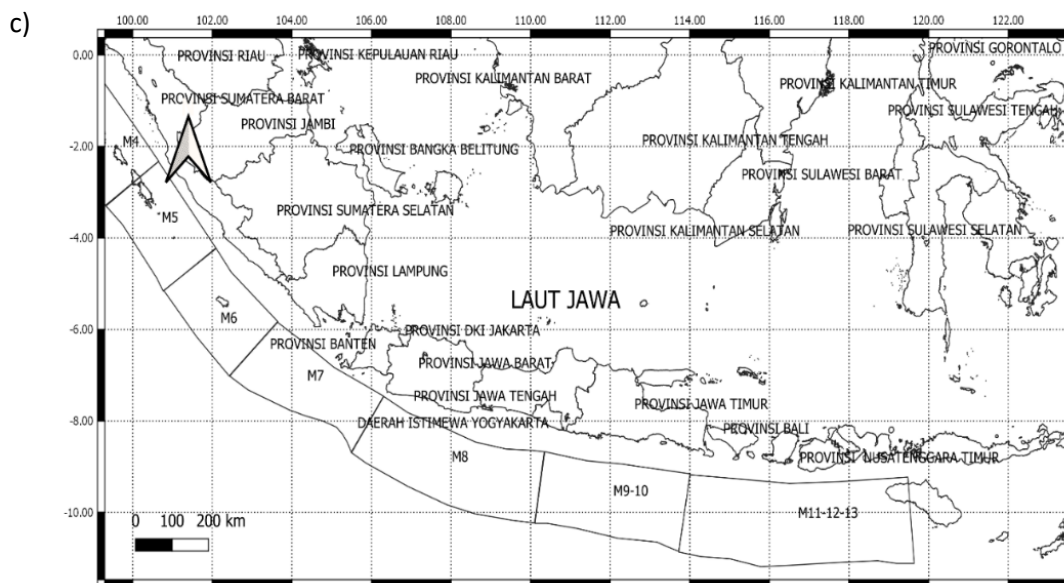 c)
100.00 102.00 104.00 106.00 108.00 110.00 112.00 114.00 116.00 118.00 120.00 122.00
0.00
-2.00
-4.00
-6.00
-8.00
-10.00
PROVINSI GORONTALO
PROVINSI RIAU
PROVINSI KEPULAUAN RIAU
PROVINSI KALIMANTAN BARAT
PROVINSI KALIMANTAN TIMUR
PROVINSI SUMATERA BARAT
PROVINSI SULAWESI TENGAH
PROVINSI JAMBI
M4
PROVINSI KALIMANTAN TENGAH
PROVINSI BANGKA BELITUNG
PROVINSI SULAWESI BARAT
PROVINSI SUMATERA SELATAN
M5
PROVINSI KALIMANTAN SELATAN
PROVINSI SULAWESI SELATAN
PROVINSI LAMPUNG
LAUT JAWA
M6
PROVINSI DKI JAKARTA
PROVINSI BANTEN
PROVINSI JAWA BARAT
M7
PROVINSI JAWA TENGAH
PROVINSI JAWA TIMUR
DAERAH ISTIMEWA YOGYAKARTA
PROVINSI BALI
M8
PROVINSI NUSATENGGARA TIMUR
M9-10
M11-12-13
0 100 200 km